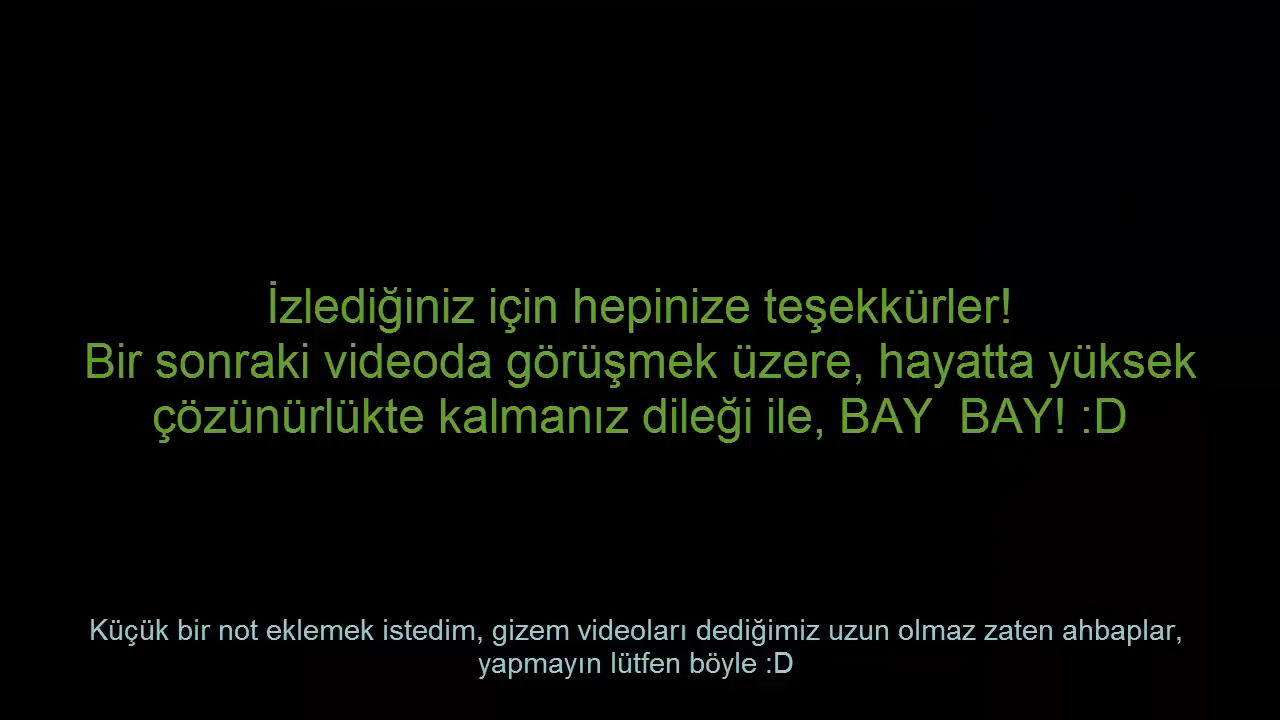 İzlediğiniz için hepinize teşekkürler!
Bir sonraki videoda görüşmek üzere, hayatta yüksek
çözünürlükte kalmanız dileği ile, BAY  BAY! :D
Küçük bir not eklemek istedim, gizem videoları dediğimiz uzun olmaz zaten ahbaplar,
yapmayın lütfen böyle :D